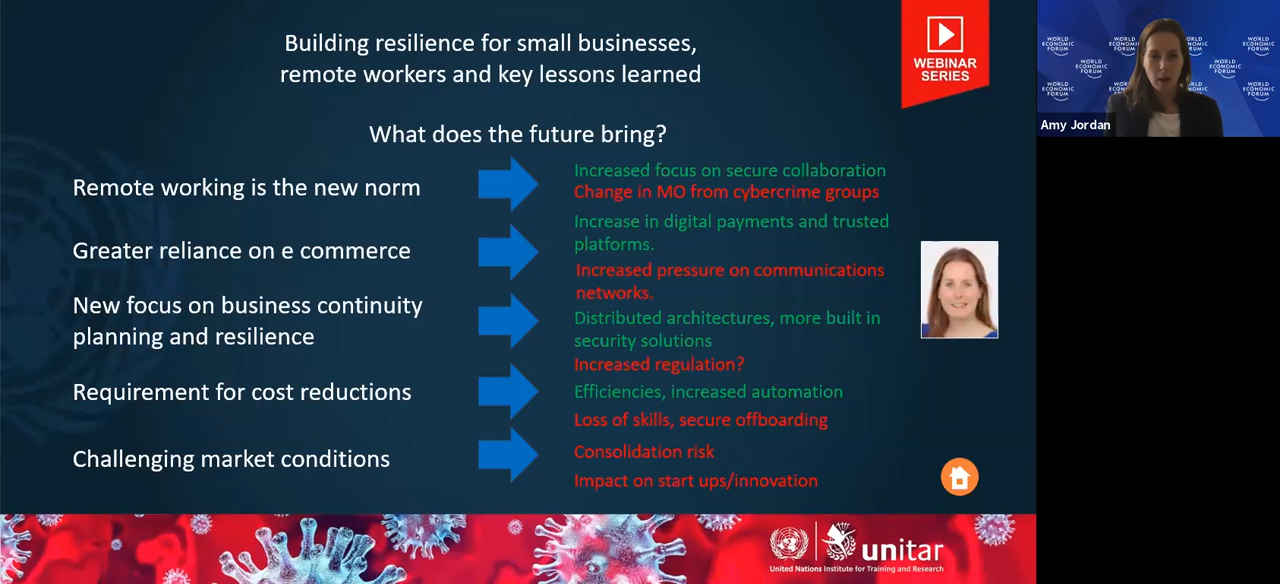 Building resilience for small businesses,
remote workers and key lessons learned
WEBINAR
SERIES
What does the future bring?
Remote working is the new norm
Increased focus on secure collaboration
Change in MO from cybercrime groups
Greater reliance on e commerce
Increase in digital payments and trusted
platforms.
Increased pressure on communications
networks.
New focus on business continuity
planning and resilience
Distributed architectures, more built in
security solutions
Increased regulation?
Requirement for cost reductions
Efficiencies, increased automation
Loss of skills, secure offboarding
Challenging market conditions
Consolidation risk
Impact on start ups/innovation
unitar
United Nations Institute for Training and Research
WORLD
ECONOMIC
FORUM
Amy Jordan